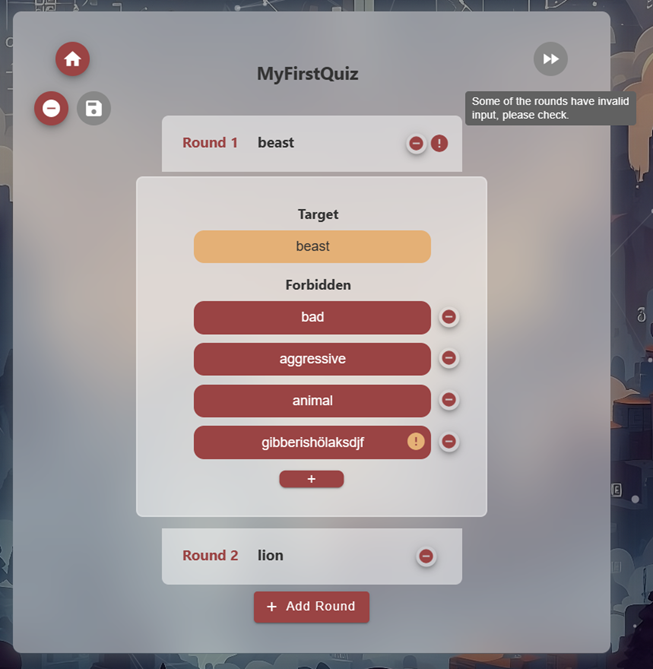 MyFirstQuiz
Some of the rounds have invalid
input, please check.
Round 1 beast
!
Target
beast
Forbidden
bad
aggressive
animal
gibberishölaksdjf !
+
Round 2 lion
+ Add Round